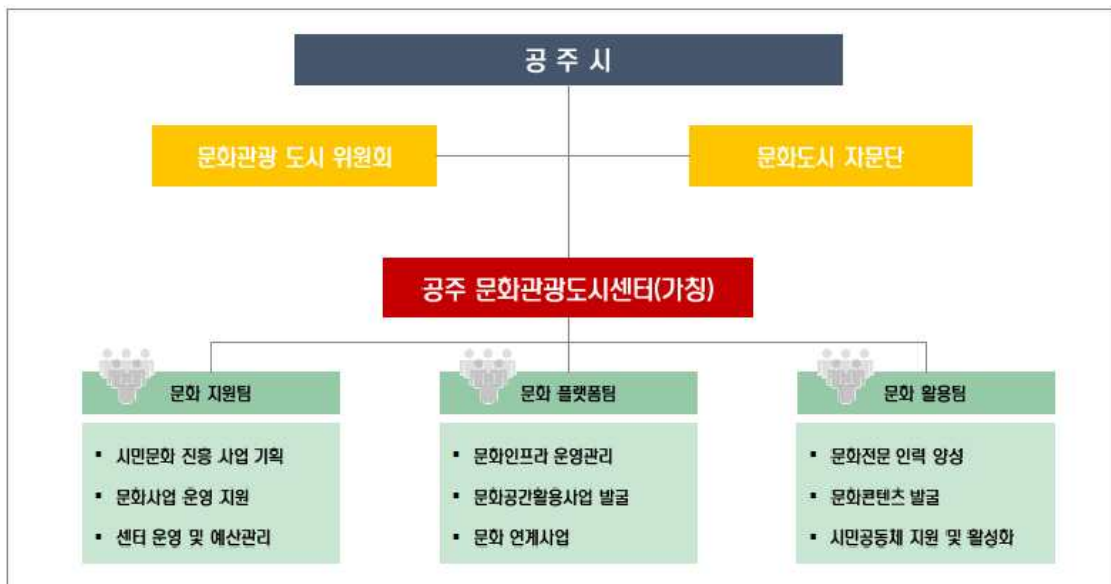 공 주 시
문화관광 도시 위원회
문화도시 자문단
공주 문화관광도시센터(가칭)
문화 지원팀
▪ 시민문화 진흥 사업 기획
▪ 문화사업 운영 지원
▪ 센터 운영 및 예산관리
문화 플랫폼팀
▪ 문화인프라 운영관리
▪ 문화공간활용사업 발굴
▪ 문화 연계사업
문화 활용팀
▪ 문화전문 인력 양성
▪ 문화콘텐츠 발굴
▪ 시민공동체 지원 및 활성화